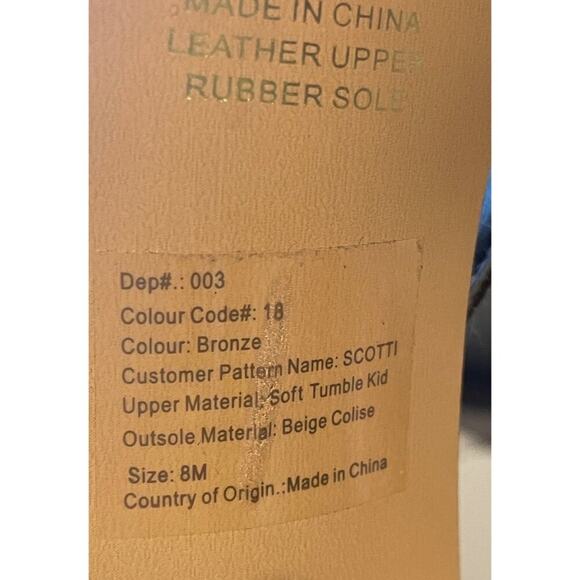 MADE IN CHINA
LEATHER UPPER
RUBBER SOLE
Dep#.: 003
Colour Code#: 18
Colour: Bronze
Customer Pattern Name: SCOTTI
Upper Material: Soft Tumble Kid
Outsole Material: Beige Colise
Size: 8M
Country of Origin.:Made in China